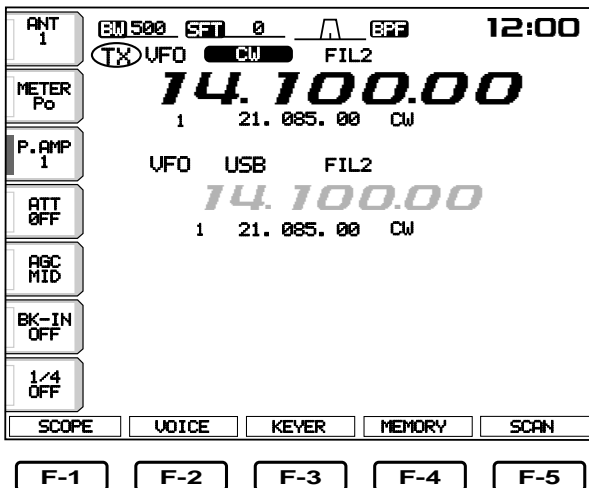 ANT
1
BW 500 SFT 0 BPF 12:00
TX VFO CW FIL2
14.100.00
1 21.085.00 CW
METER
Po
P.AMP
1
VFO USB FIL2
14.100.00
1 21.085.00 CW
ATT
OFF
AGC
MID
BK-IN
OFF
1/4
OFF
SCOPE VOICE KEYER MEMORY SCAN
F-1 F-2 F-3 F-4 F-5